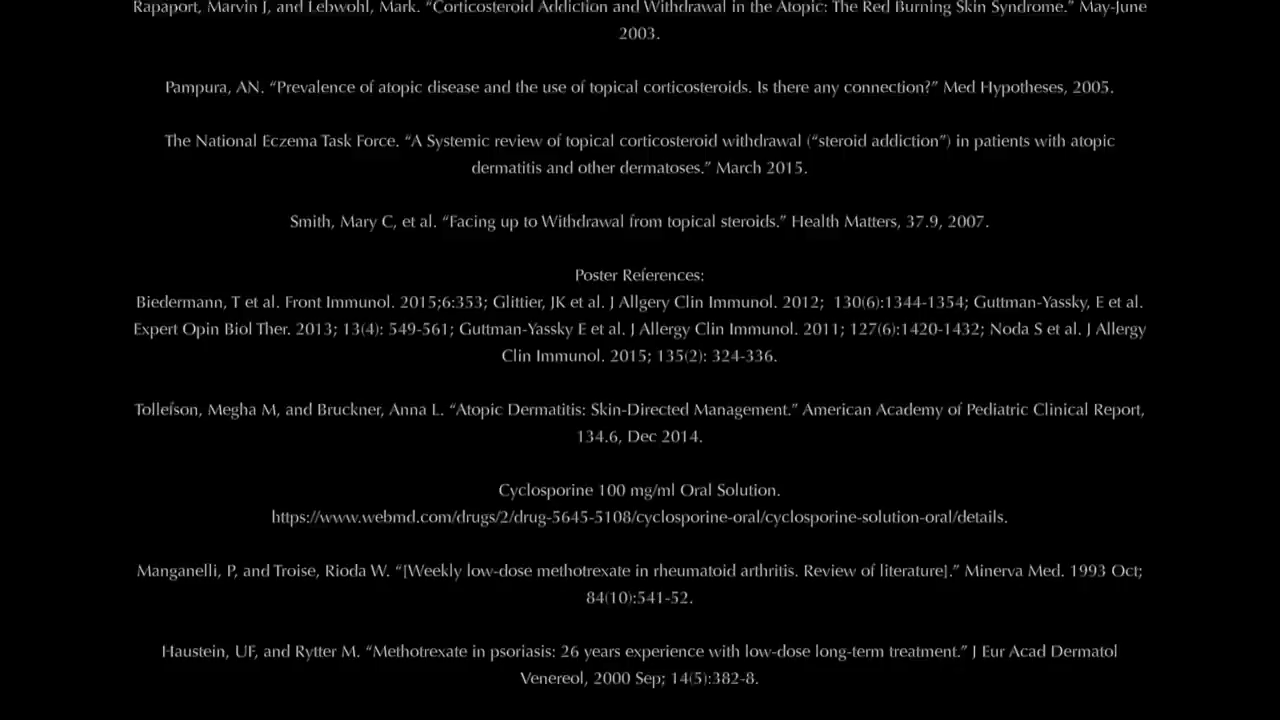 Rapaport, Marvin J, and Lebwohl, Mark. “Corticosteroid Addiction and Withdrawal in the Atopic: The Red Burning Skin Syndrome.” May-June
2003.
Pampura, AN. “Prevalence of atopic disease and the use of topical corticosteroids. Is there any connection?” Med Hypotheses, 2005.
The National Eczema Task Force. “A Systemic review of topical corticosteroid withdrawal (“steroid addiction”) in patients with atopic
dermatitis and other dermatoses.” March 2015.
Smith, Mary C, et al. “Facing up to Withdrawal from topical steroids.” Health Matters, 37.9, 2007.
Poster References:
Biedermann, T et al. Front Immunol. 2015;6:353; Glittier, JK et al. J Allgery Clin Immunol. 2012; 130(6):1344-1354; Guttman-Yassky, E et al.
Expert Opin Biol Ther. 2013; 13(4): 549-561; Guttman-Yassky E et al. J Allergy Clin Immunol. 2011; 127(6):1420-1432; Noda S et al. J Allergy
Clin Immunol. 2015; 135(2): 324-336.
Tollefson, Megha M, and Bruckner, Anna L. “Atopic Dermatitis: Skin-Directed Management.” American Academy of Pediatric Clinical Report,
134.6, Dec 2014.
Cyclosporine 100 mg/ml Oral Solution.
https://www.webmd.com/drugs/2/drug-5645-5108/cyclosporine-oral/cyclosporine-solution-oral/details.
Manganelli, P, and Troise, Rioda W. “[Weekly low-dose methotrexate in rheumatoid arthritis. Review of literature].” Minerva Med. 1993 Oct;
84(10):541-52.
Haustein, UF, and Rytter M. “Methotrexate in psoriasis: 26 years experience with low-dose long-term treatment.” J Eur Acad Dermatol
Venereol, 2000 Sep; 14(5):382-8.